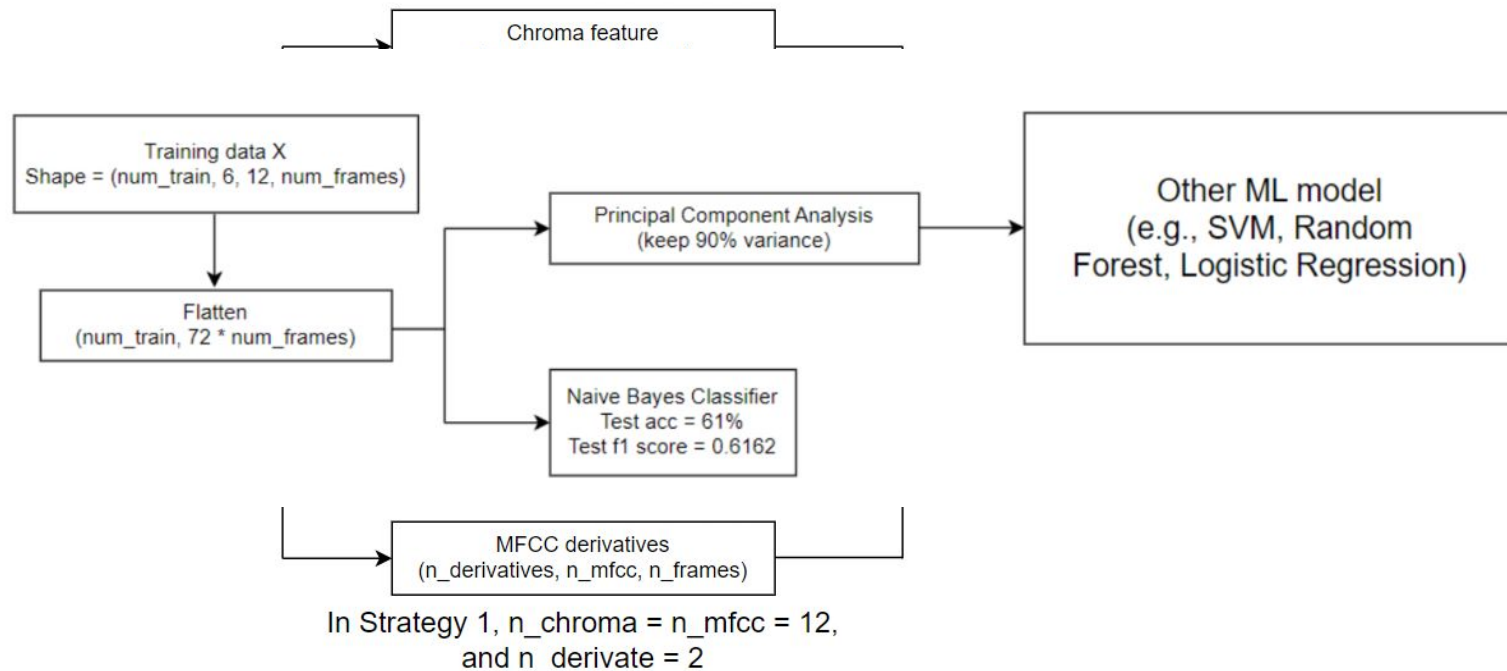 Chroma feature
Training data X
Shape = (num_train, 6, 12, num_frames)
Flatten
(num_train, 72 * num_frames)
Principal Component Analysis
(keep 90% variance)
Naive Bayes Classifier
Test acc = 61%
Test f1 score = 0.6162
Other ML model
(e.g., SVM, Random
Forest, Logistic Regression)
MFCC derivatives
(n_derivatives, n_mfcc, n_frames)
In Strategy 1, n_chroma = n_mfcc = 12,
and n_derivate = 2